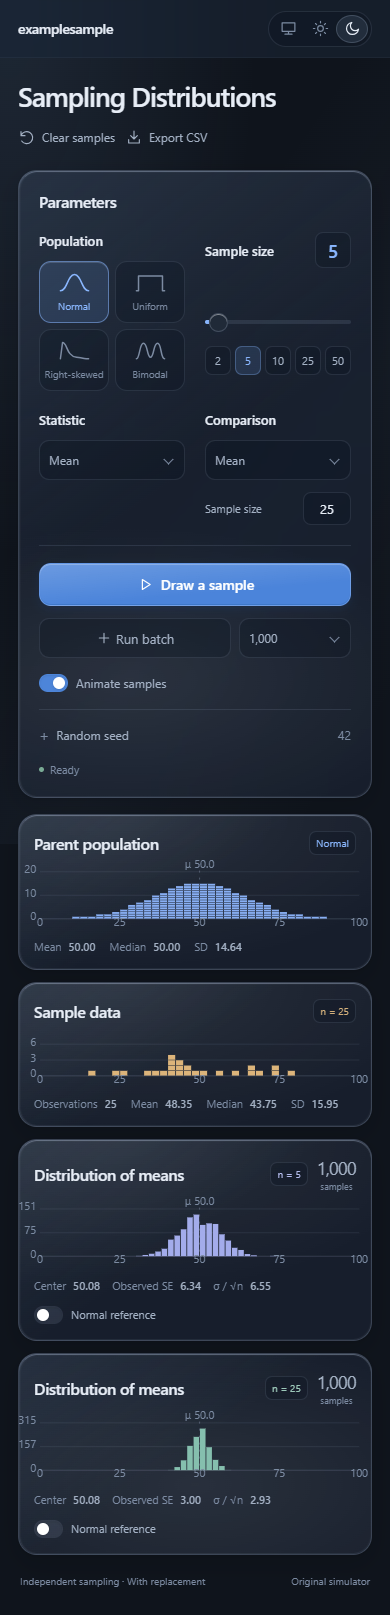 examplesample
Sampling Distributions
Clear samples Export CSV
Parameters
Population
Sample size 5
Normal Uniform
Right-skewed Bimodal
2 5 10 25 50
Statistic Comparison
Mean Mean
Sample size 25
Draw a sample
+ Run batch 1,000
Animate samples
+ Random seed 42
Ready
Parent population Normal
μ 50.0
20
10
0
0 25 50 75 100
Mean 50.00 Median 50.00 SD 14.64
Sample data n = 25
6
3
0
0 25 50 75 100
Observations 25 Mean 48.35 Median 43.75 SD 15.95
Distribution of means n = 5 1,000
samples
μ 50.0
151
75
0
0 25 50 75 100
Center 50.08 Observed SE 6.34 σ / √n 6.55
Normal reference
Distribution of means n = 25 1,000
samples
μ 50.0
315
157
0
0 25 50 75 100
Center 50.08 Observed SE 3.00 σ / √n 2.93
Normal reference
Independent sampling · With replacement Original simulator